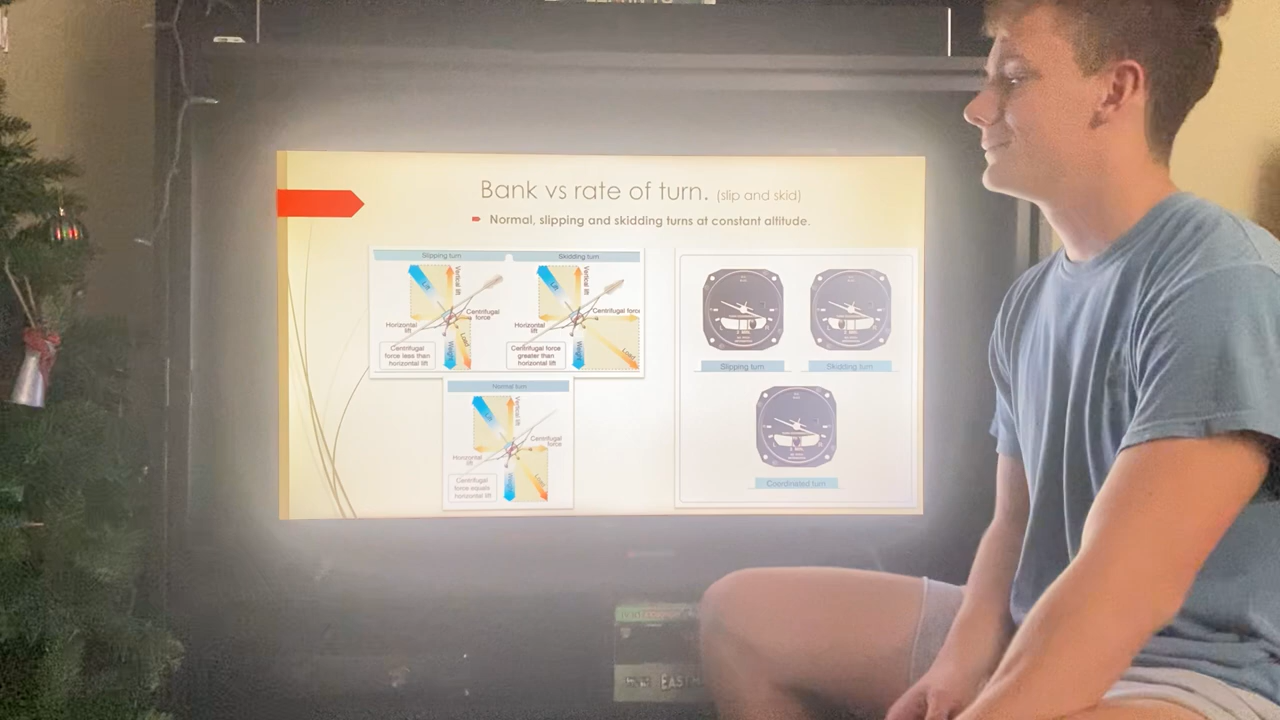 Bank vs rate of turn. (slip and skid)
Normal, slipping and skidding turns at constant altitude.
Slipping turn
Lift
Vertical lift
Centrifugal
force
Horizontal
lift
Centrifugal
force less than
horizontal lift
Weight
Load
Skidding turn
Lift
Vertical lift
Centrifugal force
Horizontal
lift
Centrifugal force
greater than
horizontal lift
Weight
Load
Normal turn
Lift
Vertical lift
Centrifugal
force
Horizontal
lift
Centrifugal
force equals
horizontal lift
Weight
Load
Slipping turn
Skidding turn
Coordinated turn